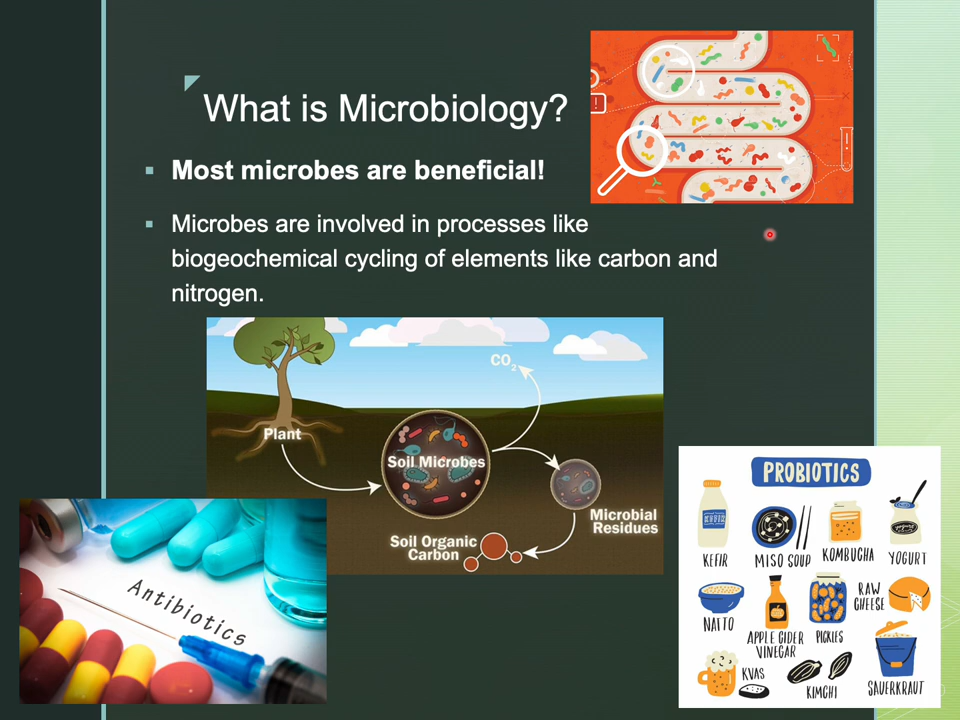 What is Microbiology?
Most microbes are beneficial!
Microbes are involved in processes like
biogeochemical cycling of elements like carbon and
nitrogen.
CO2
Plant
Soil Microbes
Microbial
Residues
Soil Organic
Carbon
Antibiotics
PROBIOTICS
KEFIR
MISO SOUP
KOMBUCHA
YOGURT
NATTO
APPLE CIDER
VINEGAR
PICKLES
RAW
CHEESE
KVAS
KIMCHI
SAUERKRAUT